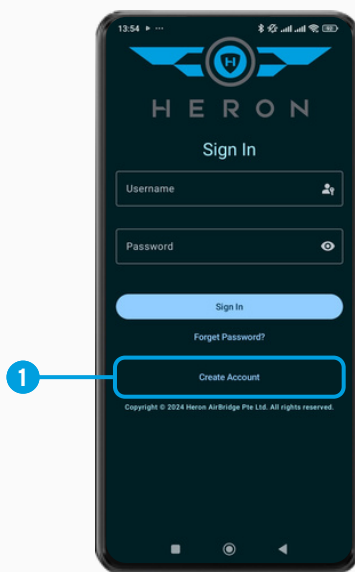 13:54
H
HERON
Sign In
Username
Password
Sign In
Forget Password?
1
Create Account
Copyright © 2024 Heron AirBridge Pte Ltd. All rights reserved.